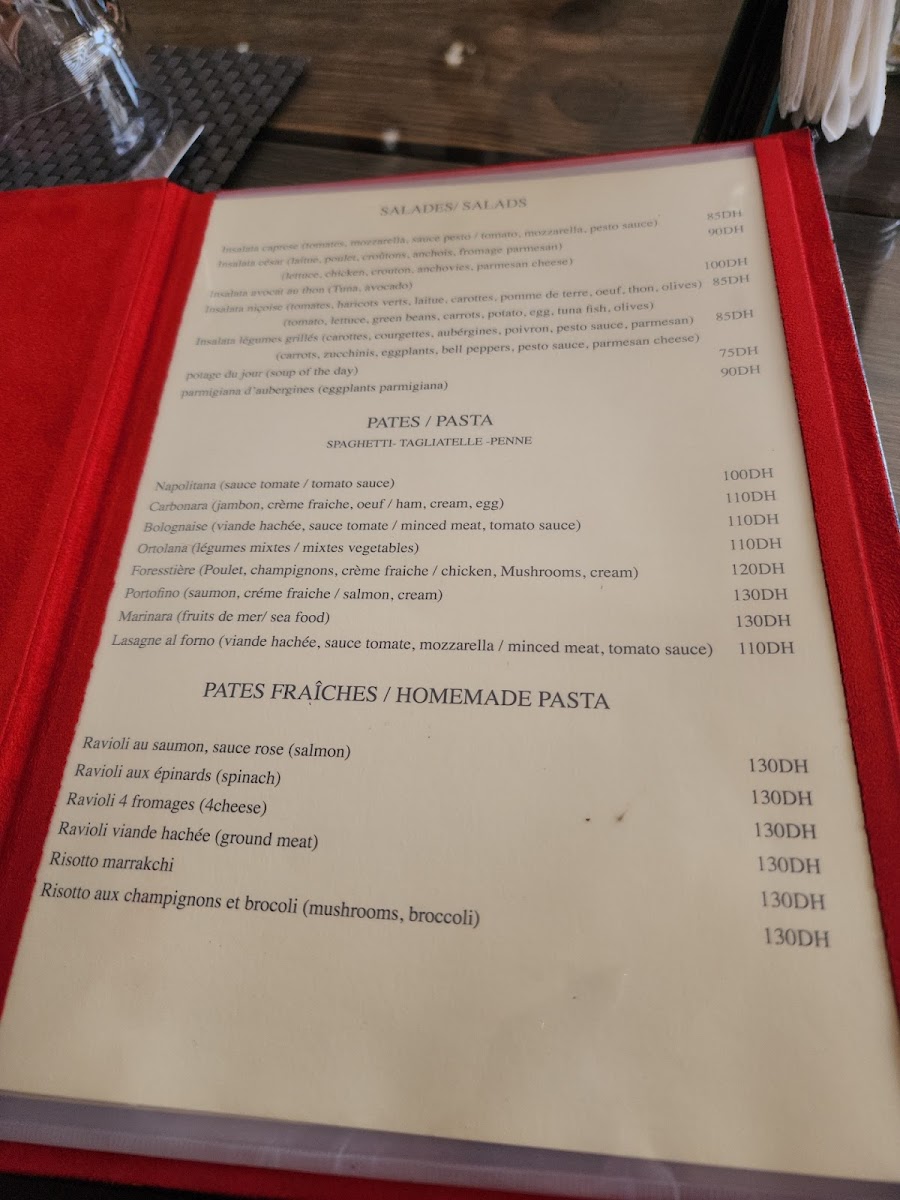 SALADES/ SALADS
Insalata caprese (tomates, mozzarella, sauce pesto / tomato, mozzarella, pesto sauce) 85DH
Insalata césar (laitue, poulet, croûtons, anchois, fromage parmesan) 90DH
(lettuce, chicken, crouton, anchovies, parmesan cheese)
Insalata avocat au thon (Tuna, avocado) 100DH
Insalata niçoise (tomates, haricots verts, laitue, carottes, pomme de terre, oeuf, thon, olives) 85DH
(tomato, lettuce, green beans, carrots, potato, egg, tuna fish, olives)
Insalata légumes grillés (carottes, courgettes, aubérgines, poivron, pesto sauce, parmesan) 85DH
(carrots, zucchinis, eggplants, bell peppers, pesto sauce, parmesan cheese)
potage du jour (soup of the day) 75DH
parmigiana d'aubergines (eggplants parmigiana) 90DH
PATES / PASTA
SPAGHETTI- TAGLIATELLE -PENNE
Napolitana (sauce tomate / tomato sauce) 100DH
Carbonara (jambon, crème fraiche, oeuf / ham, cream, egg) 110DH
Bolognaise (viande hachée, sauce tomate / minced meat, tomato sauce) 110DH
Ortolana (légumes mixtes / mixtes vegetables) 110DH
Foresstière (Poulet, champignons, crème fraiche / chicken, Mushrooms, cream) 120DH
Portofino (saumon, créme fraiche / salmon, cream) 130DH
Marinara (fruits de mer/ sea food) 130DH
Lasagne al forno (viande hachée, sauce tomate, mozzarella / minced meat, tomato sauce) 110DH
PATES FRAÎCHES / HOMEMADE PASTA
Ravioli au saumon, sauce rose (salmon) 130DH
Ravioli aux épinards (spinach) 130DH
Ravioli 4 fromages (4cheese) 130DH
Ravioli viande hachée (ground meat) 130DH
Risotto marrakchi 130DH
Risotto aux champignons et brocoli (mushrooms, broccoli) 130DH